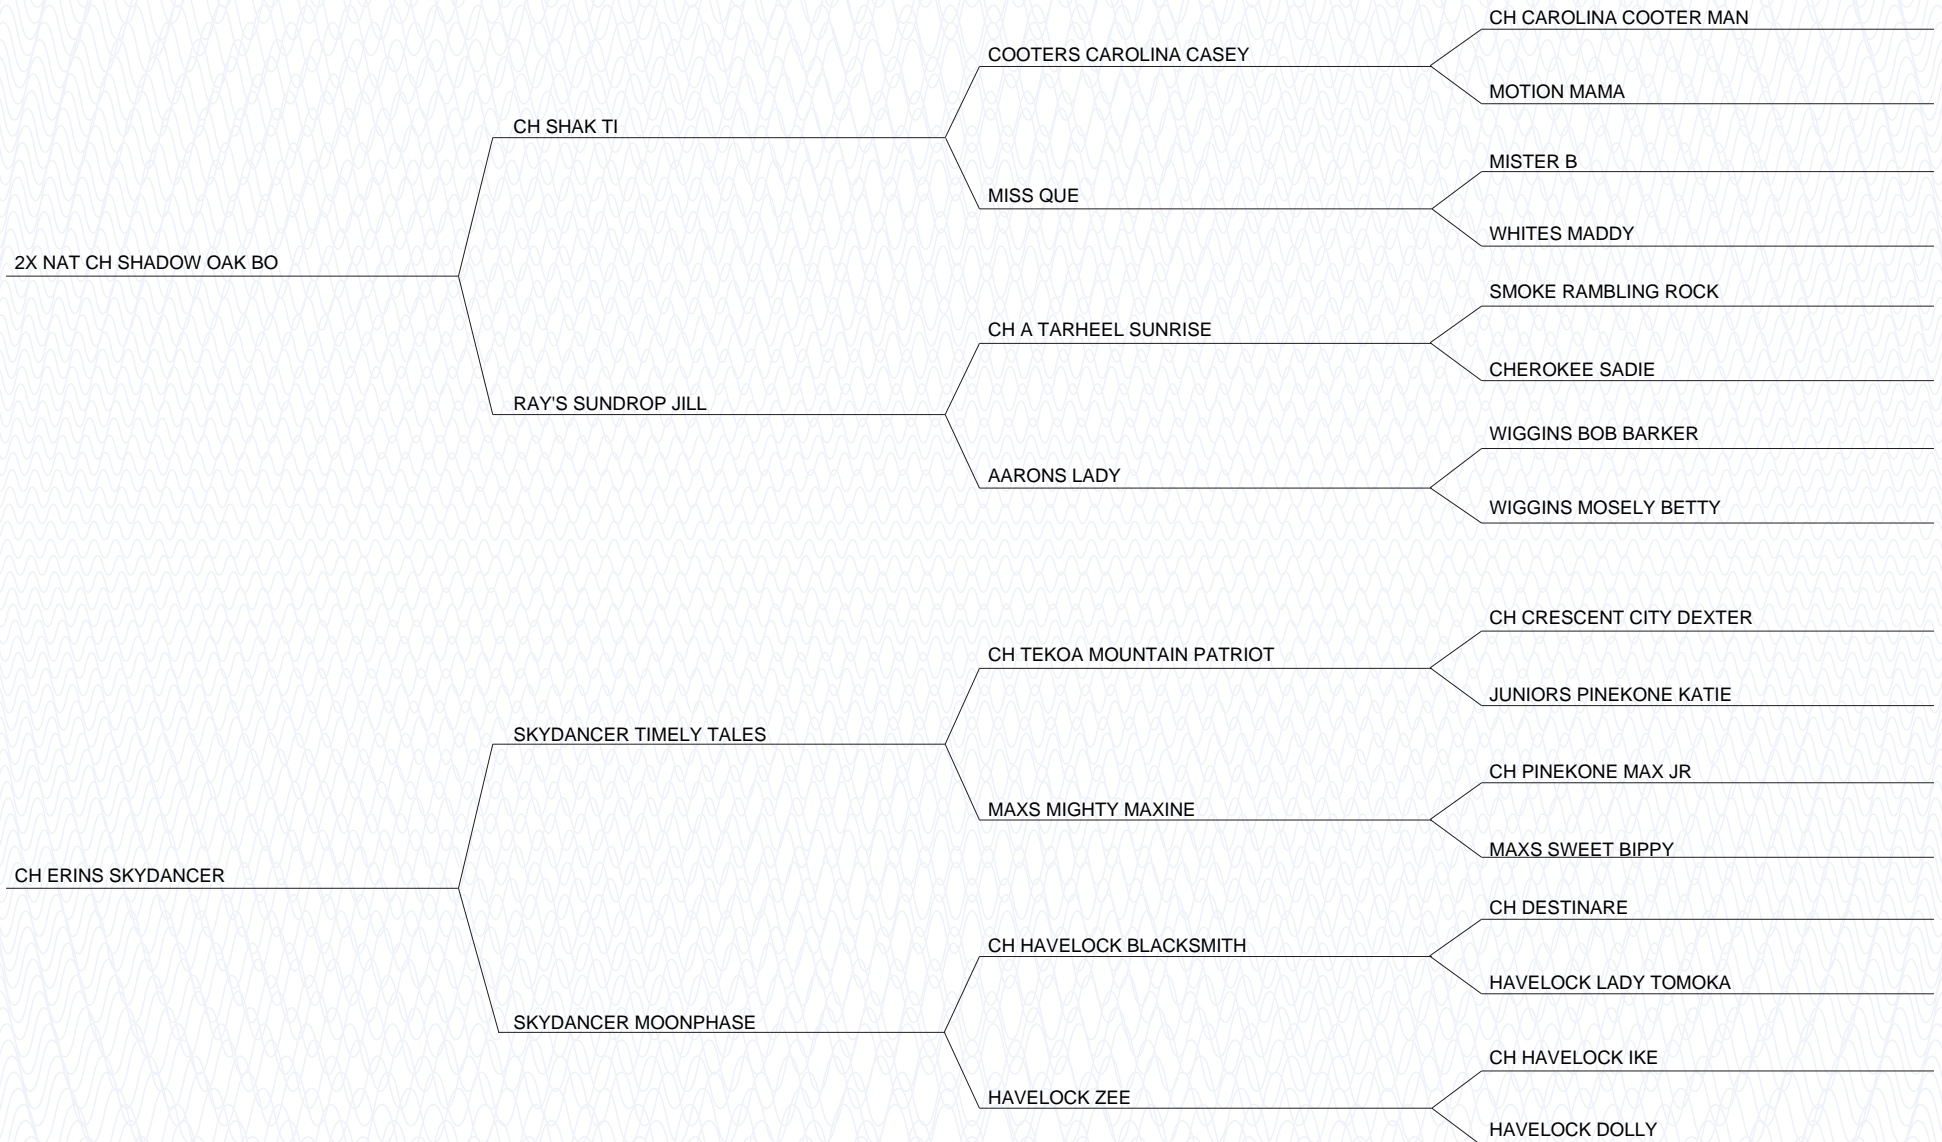 CH CAROLINA COOTER MAN
COOTERS CAROLINA CASEY
MOTION MAMA
CH SHAK TI
MISTER B
MISS QUE
WHITES MADDY
2X NAT CH SHADOW OAK BO
SMOKE RAMBLING ROCK
CH A TARHEEL SUNRISE
CHEROKEE SADIE
RAY'S SUNDROP JILL
WIGGINS BOB BARKER
AARONS LADY
WIGGINS MOSELY BETTY
CH CRESCENT CITY DEXTER
CH TEKOA MOUNTAIN PATRIOT
JUNIORS PINEKONE KATIE
SKYDANCER TIMELY TALES
CH PINEKONE MAX JR
MAXS MIGHTY MAXINE
MAXS SWEET BIPPY
CH ERINS SKYDANCER
CH DESTINARE
CH HAVELOCK BLACKSMITH
HAVELOCK LADY TOMOKA
SKYDANCER MOONPHASE
CH HAVELOCK IKE
HAVELOCK ZEE
HAVELOCK DOLLY